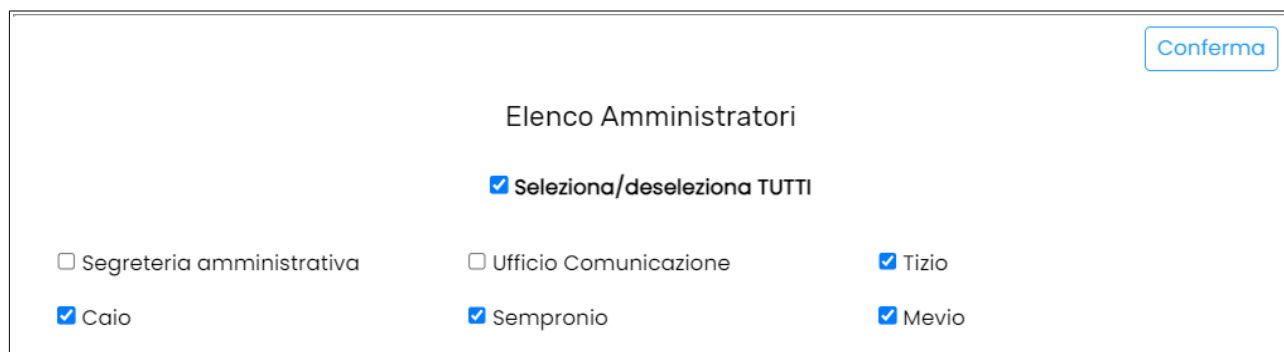 Conferma
Elenco Amministratori
Seleziona/deseleziona TUTTI
Segreteria amministrativa Ufficio Comunicazione Tizio
Caio Sempronio Mevio